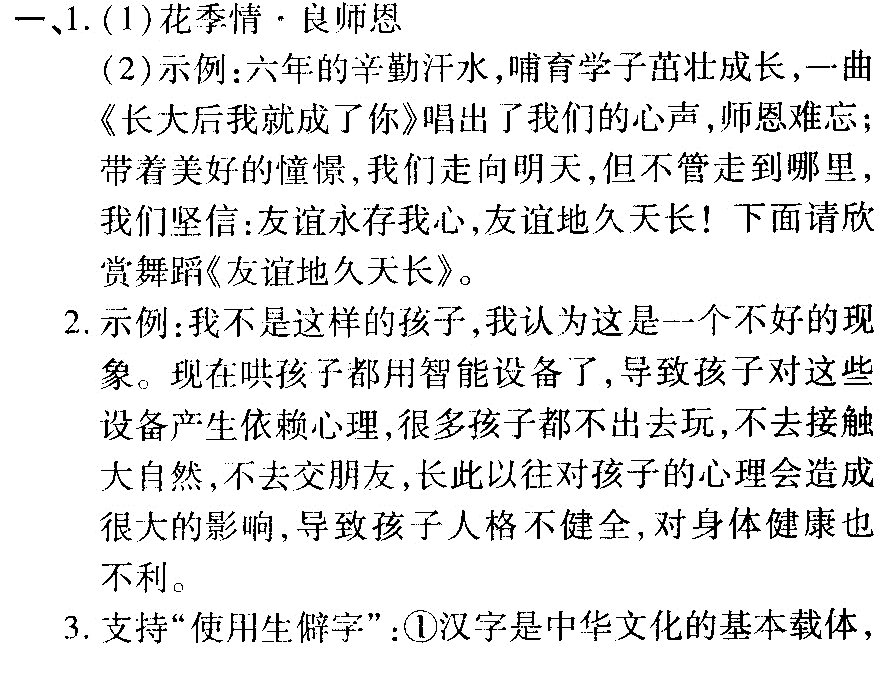 一、1. (1)花季情·良师恩
(2)示例:六年的辛勤汗水,哺育学子茁壮成长,一曲
《长大后我就成了你》唱出了我们的心声,师恩难忘;
带着美好的憧憬,我们走向明天,但不管走到哪里,
我们坚信:友谊永存我心,友谊地久天长! 下面请欣
赏舞蹈《友谊地久天长》。
2. 示例:我不是这样的孩子,我认为这是一个不好的现
象。现在哄孩子都用智能设备了,导致孩子对这些
设备产生依赖心理,很多孩子都不出去玩,不去接触
大自然,不去交朋友,长此以往对孩子的心理会造成
很大的影响,导致孩子人格不健全,对身体健康也
不利。
3. 支持“使用生僻字”:①汉字是中华文化的基本载体,